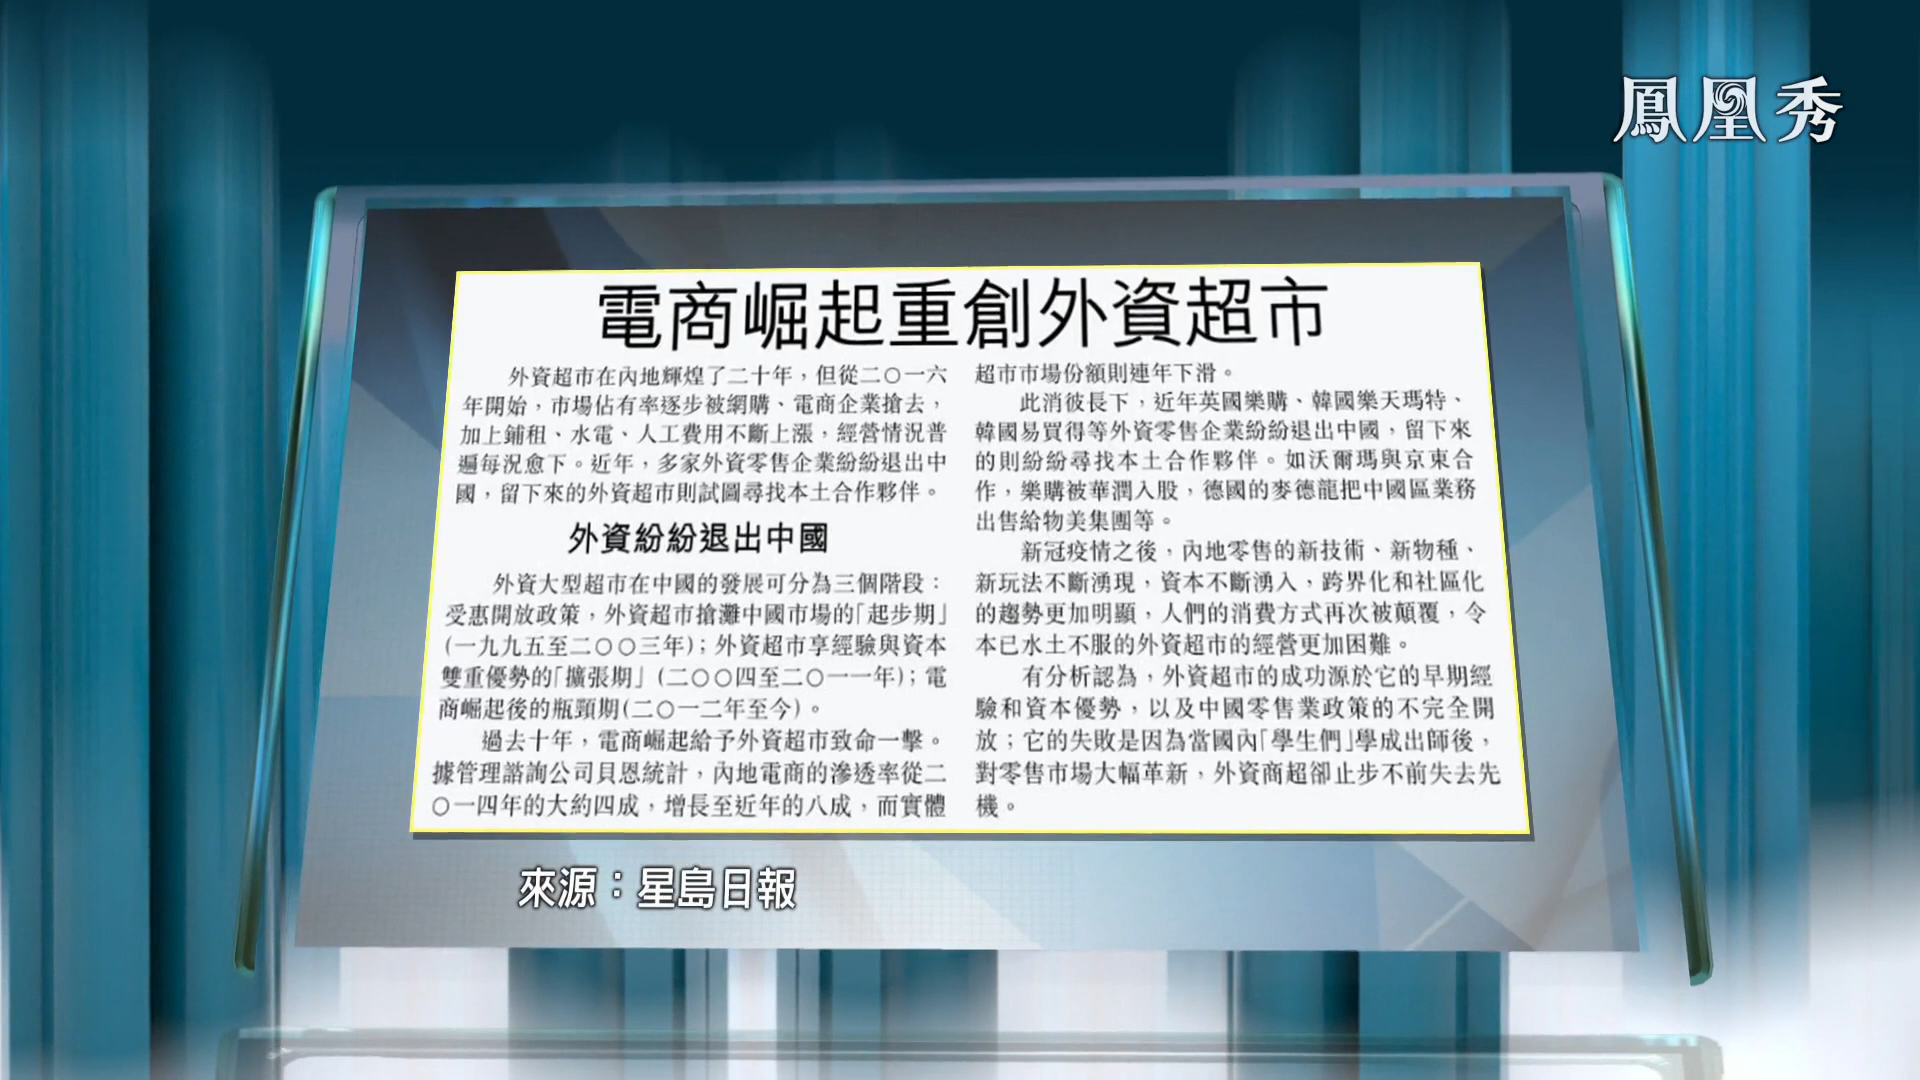 鳳凰秀
電商崛起重創外資超市
外資超市在內地輝煌了二十年，但從二○一六
年開始，市場佔有率逐步被網購、電商企業搶去，
加上鋪租、水電、人工費用不斷上漲，經營情況普
遍每況愈下。近年，多家外資零售企業紛紛退出中
國，留下來的外資超市則試圖尋找本土合作夥伴。
外資紛紛退出中國
外資大型超市在中國的發展可分為三個階段：
受惠開放政策，外資超市搶灘中國市場的「起步期」
(一九九五至二○○三年)；外資超市享經驗與資本
雙重優勢的「擴張期」(二○○四至二○一一年)；電
商崛起後的瓶頸期(二○一二年至今)。
過去十年，電商崛起給予外資超市致命一擊。
據管理諮詢公司貝恩統計，內地電商的滲透率從二
○一四年的大約四成，增長至近年的八成，而實體
超市市場份額則連年下滑。
此消彼長下，近年英國樂購、韓國樂天瑪特、
韓國易買得等外資零售企業紛紛退出中國，留下來
的則紛紛尋找本土合作夥伴。如沃爾瑪與京東合
作，樂購被華潤入股，德國的麥德龍把中國區業務
出售給物美集團等。
新冠疫情之後，內地零售的新技術、新物種、
新玩法不斷湧現，資本不斷湧入，跨界化和社區化
的趨勢更加明顯，人們的消費方式再次被顛覆，令
本已水土不服的外資超市的經營更加困難。
有分析認為，外資超市的成功源於它的早期經
驗和資本優勢，以及中國零售業政策的不完全開
放；它的失敗是因為當國內「學生們」學成出師後，
對零售市場大幅革新，外資商超卻止步不前失去先
機。
來源：星島日報